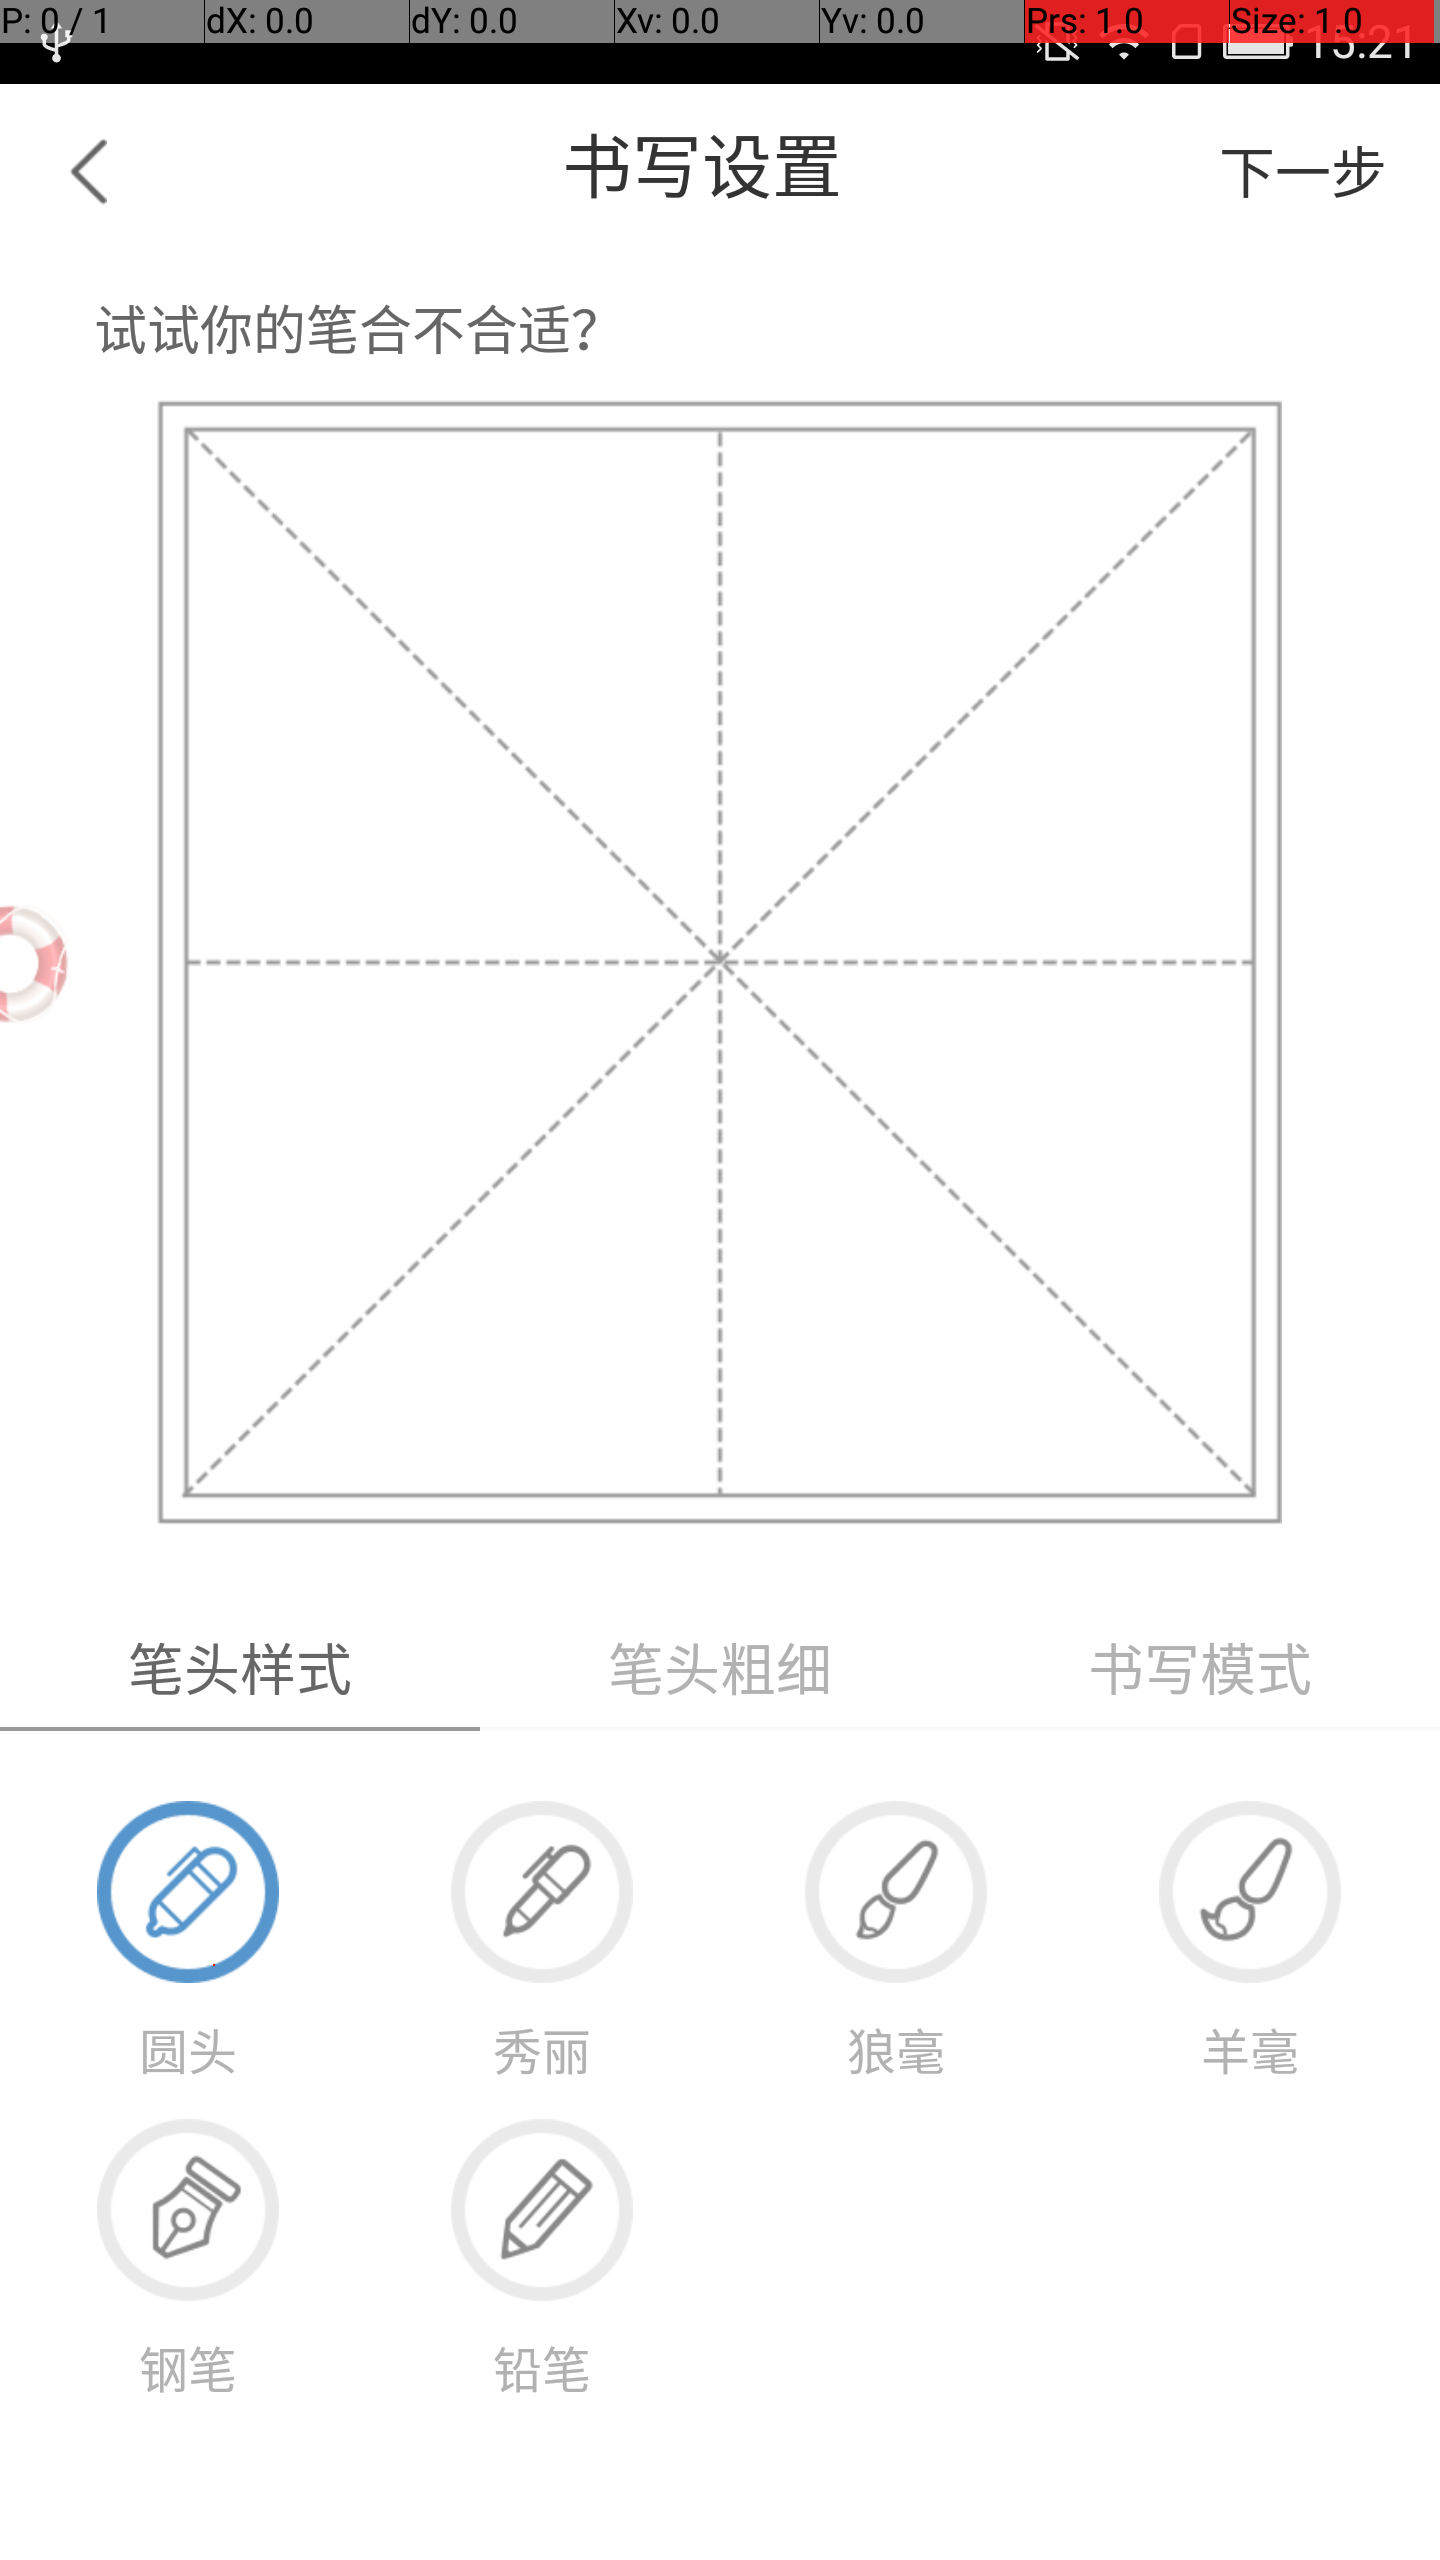 P: 0 / 1 dX: 0.0 dY: 0.0 Xv: 0.0 Yv: 0.0 Prs: 1.0 Size: 1.0
15:21
书写设置 下一步
试试你的笔合不合适?
笔头样式 笔头粗细 书写模式
圆头 秀丽 狼毫 羊毫
钢笔 铅笔